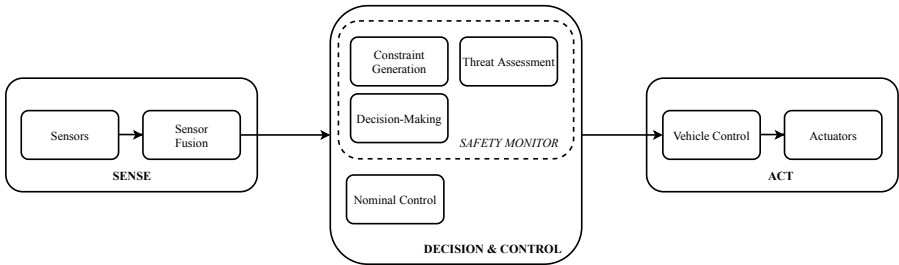 Sensors
Sensor
Fusion
SENSE
Constraint
Generation
Threat Assessment
Decision-Making
SAFETY MONITOR
Nominal Control
DECISION & CONTROL
Vehicle Control
Actuators
ACT